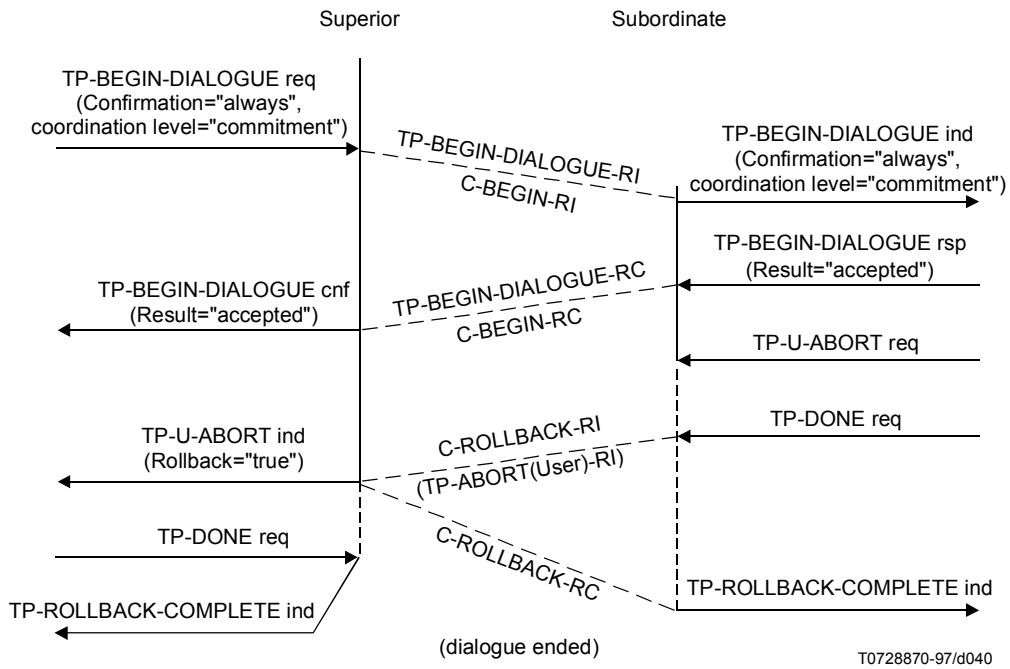 Superior
Subordinate
TP-BEGIN-DIALOGUE req
(Confirmation="always",
coordination level="commitment")
TP-BEGIN-DIALOGUE-RI
C-BEGIN-RI
TP-BEGIN-DIALOGUE ind
(Confirmation="always",
coordination level="commitment")
TP-BEGIN-DIALOGUE rsp
(Result="accepted")
TP-BEGIN-DIALOGUE-RC
C-BEGIN-RC
TP-BEGIN-DIALOGUE cnf
(Result="accepted")
TP-U-ABORT req
TP-DONE req
C-ROLLBACK-RI
(TP-ABORT(User)-RI)
TP-U-ABORT ind
(Rollback="true")
TP-DONE req
C-ROLLBACK-RC
TP-ROLLBACK-COMPLETE ind
TP-ROLLBACK-COMPLETE ind
(dialogue ended)
T0728870-97/d040